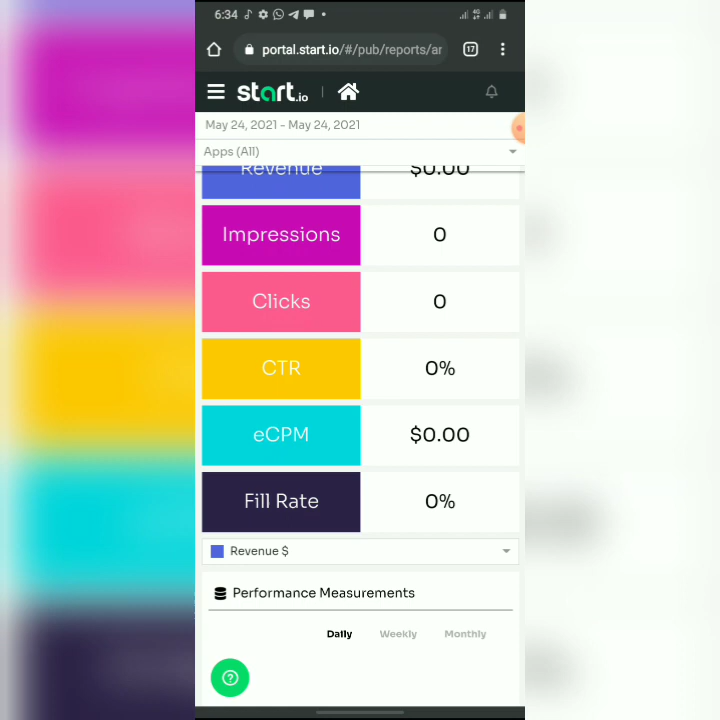 6:34
portal.start.io/#/pub/reports/ar
17
start.io
May 24, 2021 - May 24, 2021
Apps (All)
Revenue $0.00
Impressions 0
Clicks 0
CTR 0%
eCPM $0.00
Fill Rate 0%
Revenue $
Performance Measurements
Daily Weekly Monthly